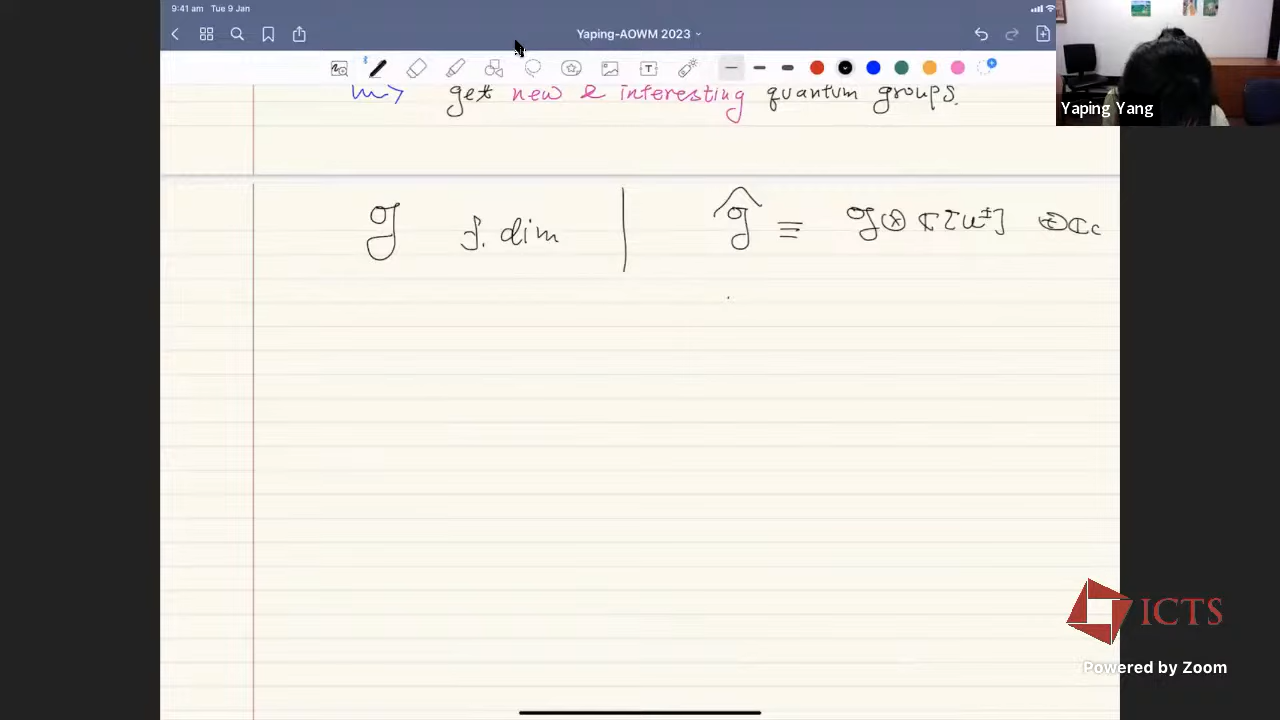 9:41 am Tue 9 Jan
Yaping-AOWM 2023
Yaping Yang
~> get new & interesting quantum groups.
𝔤 f. dim | 𝔤̂ ≡ 𝔤⊗ℂ[u^±] ⊕ℂc
ICTS
Powered by Zoom